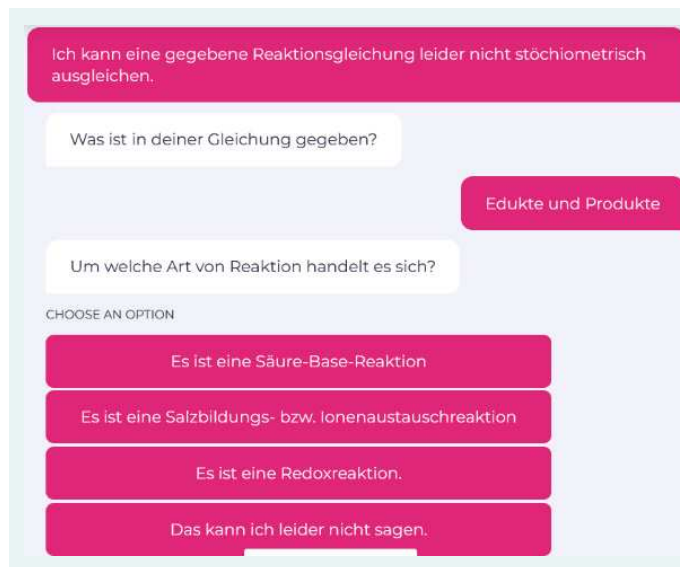 Ich kann eine gegebene Reaktionsgleichung leider nicht stöchiometrisch
ausgleichen.
Was ist in deiner Gleichung gegeben?
Edukte und Produkte
Um welche Art von Reaktion handelt es sich?
CHOOSE AN OPTION
Es ist eine Säure-Base-Reaktion
Es ist eine Salzbildungs- bzw. Ionenaustauschreaktion
Es ist eine Redoxreaktion.
Das kann ich leider nicht sagen.